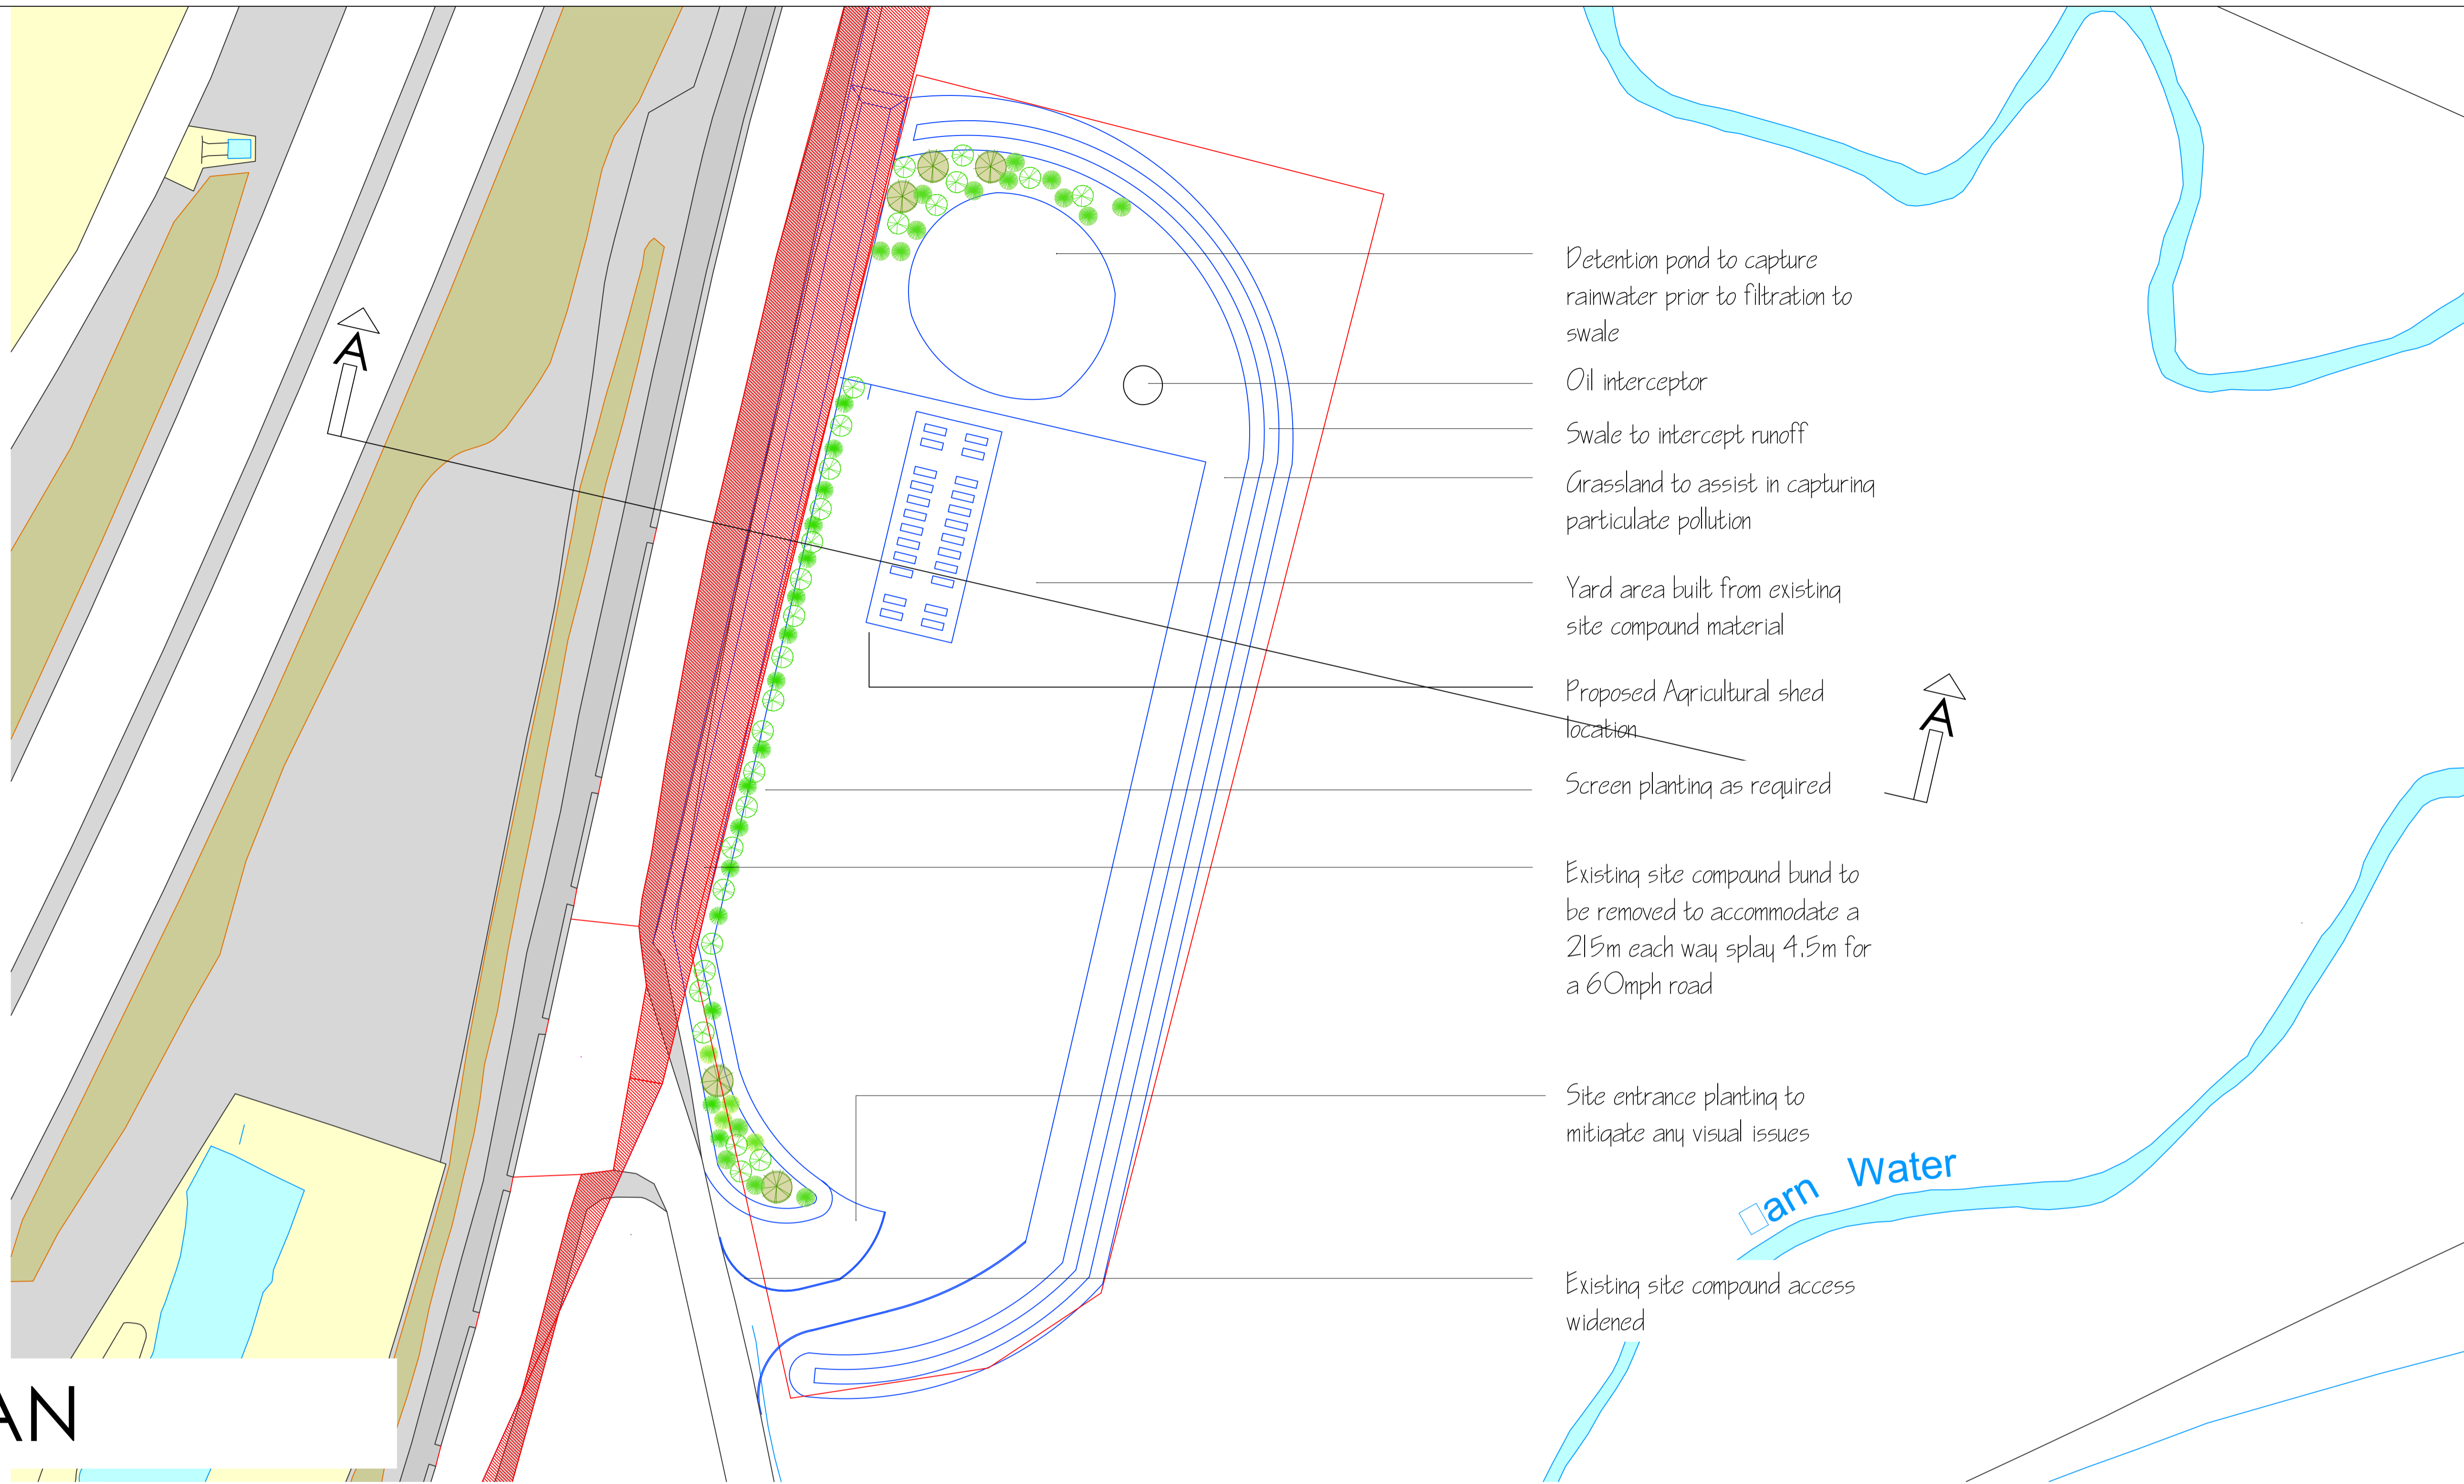 A
Detention pond to capture
rainwater prior to filtration to
swale
Oil interceptor
Swale to intercept runoff
Grassland to assist in capturing
particulate pollution
Yard area built from existing
site compound material
Proposed Agricultural shed
location
A
Screen planting as required
Existing site compound bund to
be removed to accommodate a
215m each way splay 4.5m for
a 60mph road
Site entrance planting to
mitigate any visual issues
arn Water
Existing site compound access
widened
AN